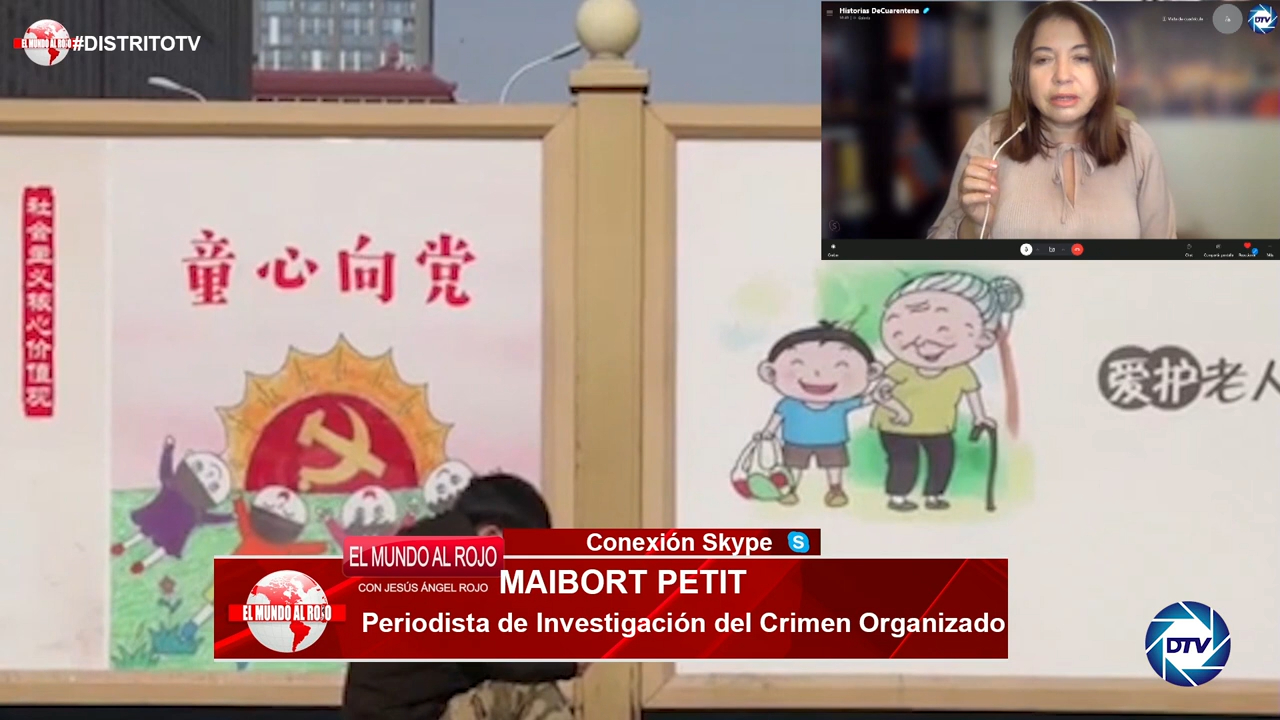 EL MUNDO AL ROJO
#DISTRITOTV
Historias DeCuarentena
DTV
社会主义核心价值观
童心向党
爱护老人
Conexión Skype
EL MUNDO AL ROJO
CON JESÚS ÁNGEL ROJO
MAIBORT PETIT
EL MUNDO AL ROJO
Periodista de Investigación del Crimen Organizado
DTV